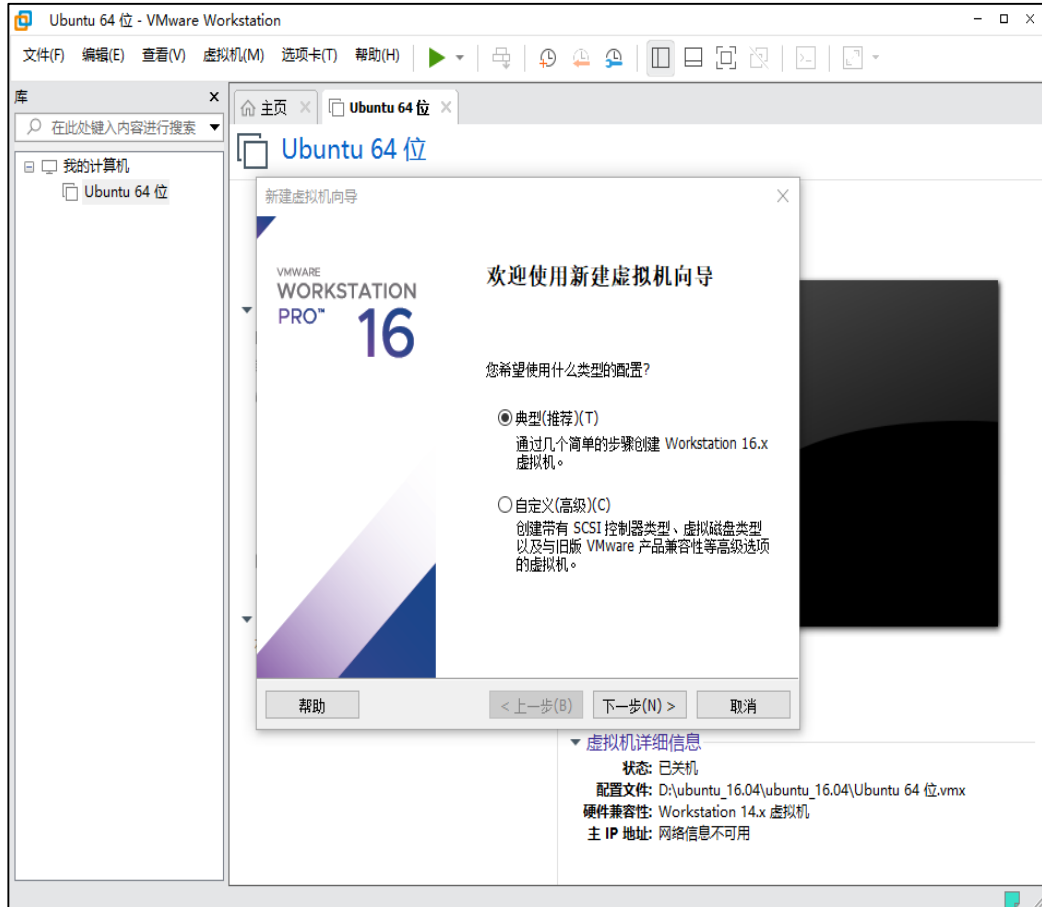 Ubuntu 64 位 - VMware Workstation
文件(F) 编辑(E) 查看(V) 虚拟机(M) 选项卡(T) 帮助(H)
库
在此处键入内容进行搜索
我的计算机
Ubuntu 64 位
主页
Ubuntu 64 位
Ubuntu 64 位
新建虚拟机向导
VMWARE
WORKSTATION
PRO™ 16
欢迎使用新建虚拟机向导
您希望使用什么类型的配置?
典型(推荐)(T)
通过几个简单的步骤创建 Workstation 16.x
虚拟机。
自定义(高级)(C)
创建带有 SCSI 控制器类型、虚拟磁盘类型
以及与旧版 VMware 产品兼容性等高级选项
的虚拟机。
帮助
< 上一步(B)
下一步(N) >
取消
虚拟机详细信息
状态: 已关机
配置文件: D:\ubuntu_16.04\ubuntu_16.04\Ubuntu 64 位.vmx
硬件兼容性: Workstation 14.x 虚拟机
主 IP 地址: 网络信息不可用